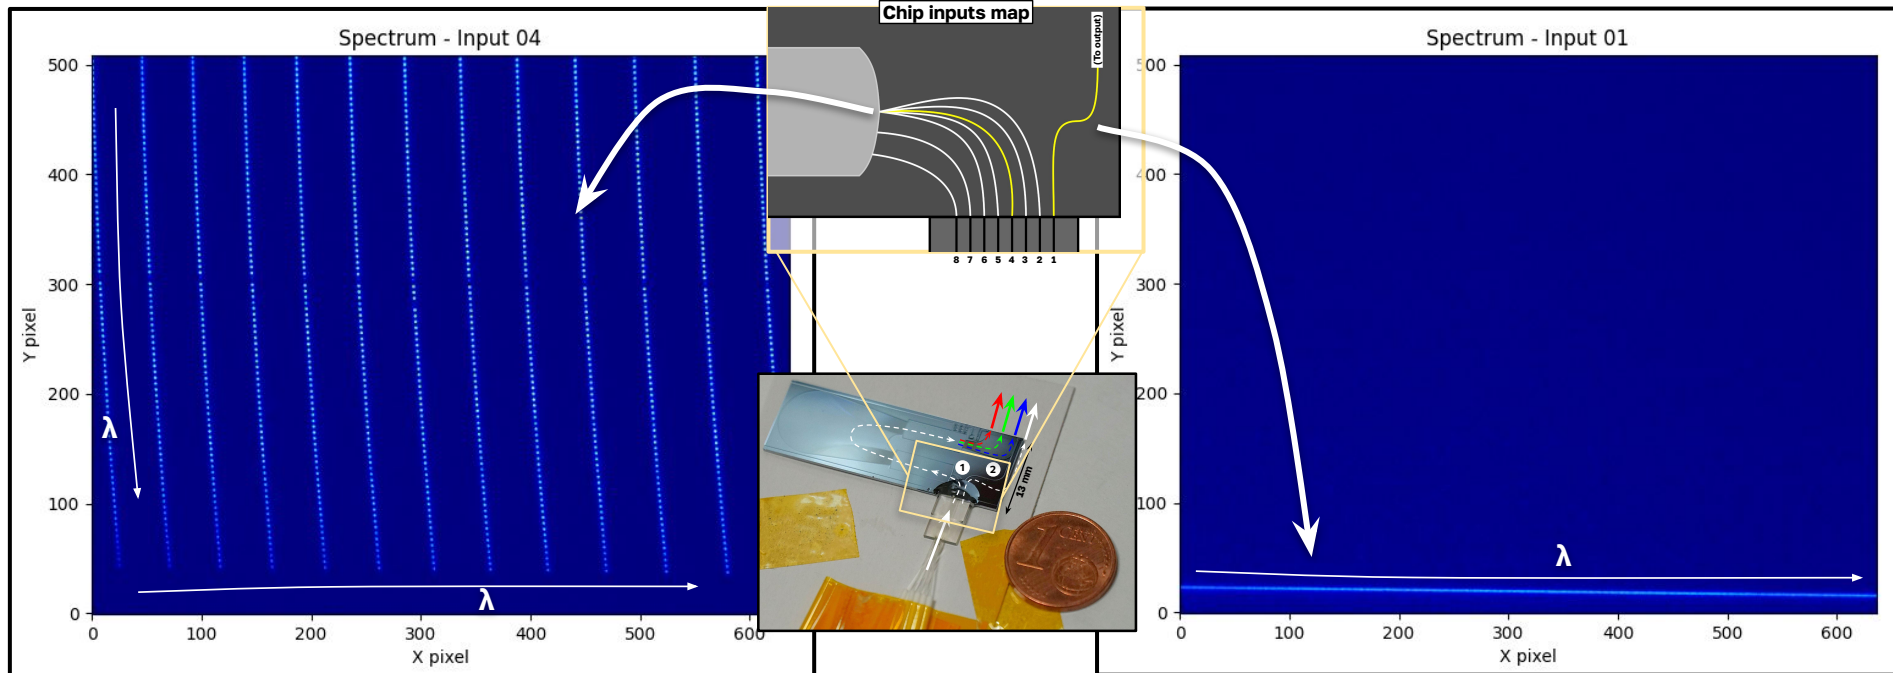 Chip inputs map
Spectrum - Input 04
500
400
300
200
100
0
Y pixel
0 100 200 300 400 500 600
X pixel
λ
λ
(To output)
8 7 6 5 4 3 2 1
1 2
13 mm
1 CENT
Spectrum - Input 01
500
400
300
200
100
0
Y pixel
0 100 200 300 400 500 600
X pixel
λ